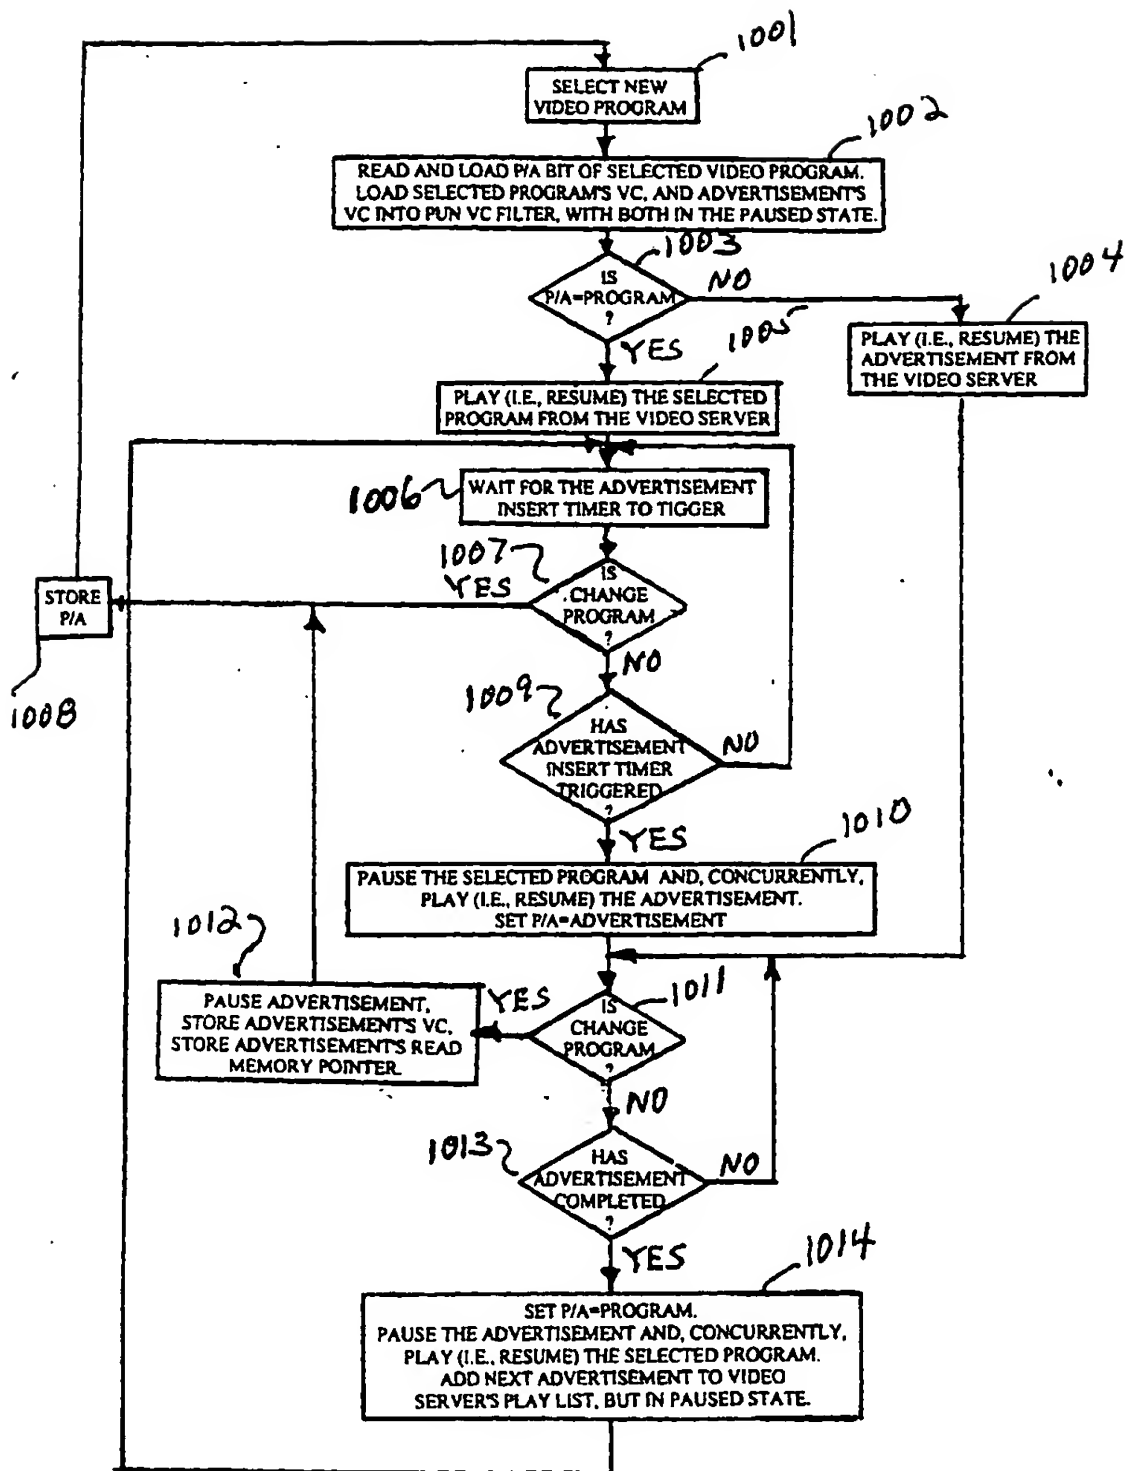 1001
SELECT NEW
VIDEO PROGRAM
1002
READ AND LOAD P/A BIT OF SELECTED VIDEO PROGRAM.
LOAD SELECTED PROGRAM'S VC, AND ADVERTISEMENT'S
VC INTO PUN VC FILTER, WITH BOTH IN THE PAUSED STATE.
1003
IS
P/A=PROGRAM
?
NO
1004
PLAY (I.E., RESUME) THE
ADVERTISEMENT FROM
THE VIDEO SERVER
YES
1005
PLAY (I.E., RESUME) THE SELECTED
PROGRAM FROM THE VIDEO SERVER
1006
WAIT FOR THE ADVERTISEMENT
INSERT TIMER TO TIGGER
1007
YES
IS
CHANGE
PROGRAM
?
NO
STORE
P/A
1008
1009
HAS
ADVERTISEMENT
INSERT TIMER
TRIGGERED
?
NO
YES
1010
PAUSE THE SELECTED PROGRAM AND, CONCURRENTLY,
PLAY (I.E., RESUME) THE ADVERTISEMENT.
SET P/A=ADVERTISEMENT
1011
IS
CHANGE
PROGRAM
?
YES
1012
PAUSE ADVERTISEMENT,
STORE ADVERTISEMENT'S VC,
STORE ADVERTISEMENT'S READ
MEMORY POINTER.
NO
1013
HAS
ADVERTISEMENT
COMPLETED
?
NO
YES
1014
SET P/A=PROGRAM.
PAUSE THE ADVERTISEMENT AND, CONCURRENTLY,
PLAY (I.E., RESUME) THE SELECTED PROGRAM.
ADD NEXT ADVERTISEMENT TO VIDEO
SERVER'S PLAY LIST, BUT IN PAUSED STATE.